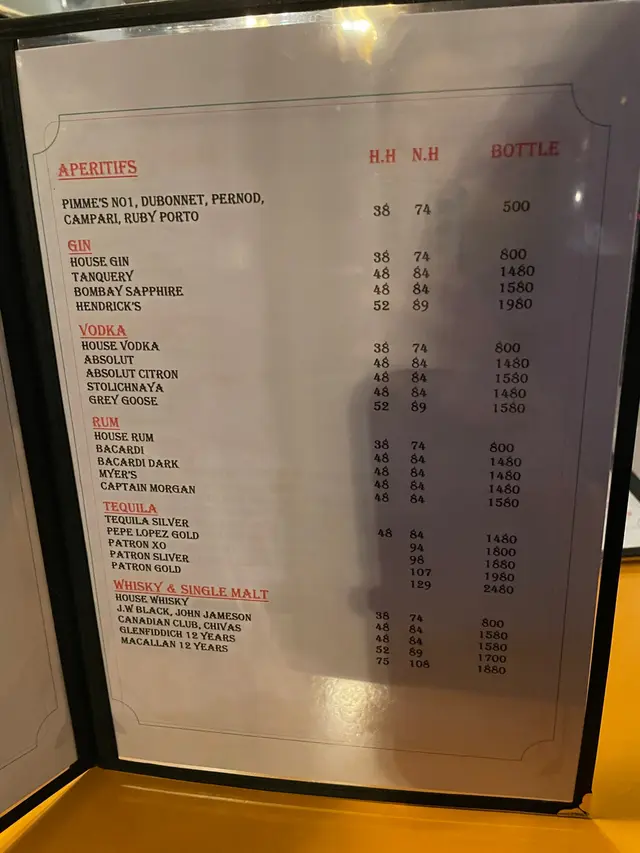 APERITIFS H.H N.H BOTTLE
PIMME'S NO1, DUBONNET, PERNOD,
CAMPARI, RUBY PORTO 38 74 500
GIN
HOUSE GIN 38 74 800
TANQUERY 48 84 1480
BOMBAY SAPPHIRE 48 84 1580
HENDRICK'S 52 89 1980
VODKA
HOUSE VODKA 38 74 800
ABSOLUT 48 84 1480
ABSOLUT CITRON 48 84 1580
STOLICHNAYA 48 84 1480
GREY GOOSE 52 89 1580
RUM
HOUSE RUM 38 74 800
BACARDI 48 84 1480
BACARDI DARK 48 84 1480
MYER'S 48 84 1480
CAPTAIN MORGAN 48 84 1580
TEQUILA
TEQUILA SILVER 48 84 1480
PEPE LOPEZ GOLD 94 1800
PATRON XO 98 1880
PATRON SLIVER 107 1980
PATRON GOLD 129 2480
WHISKY & SINGLE MALT
HOUSE WHISKY 38 74 800
J.W BLACK, JOHN JAMESON 48 84 1580
CANADIAN CLUB, CHIVAS 48 84 1580
GLENFIDDICH 12 YEARS 52 89 1700
MACALLAN 12 YEARS 75 108 1880